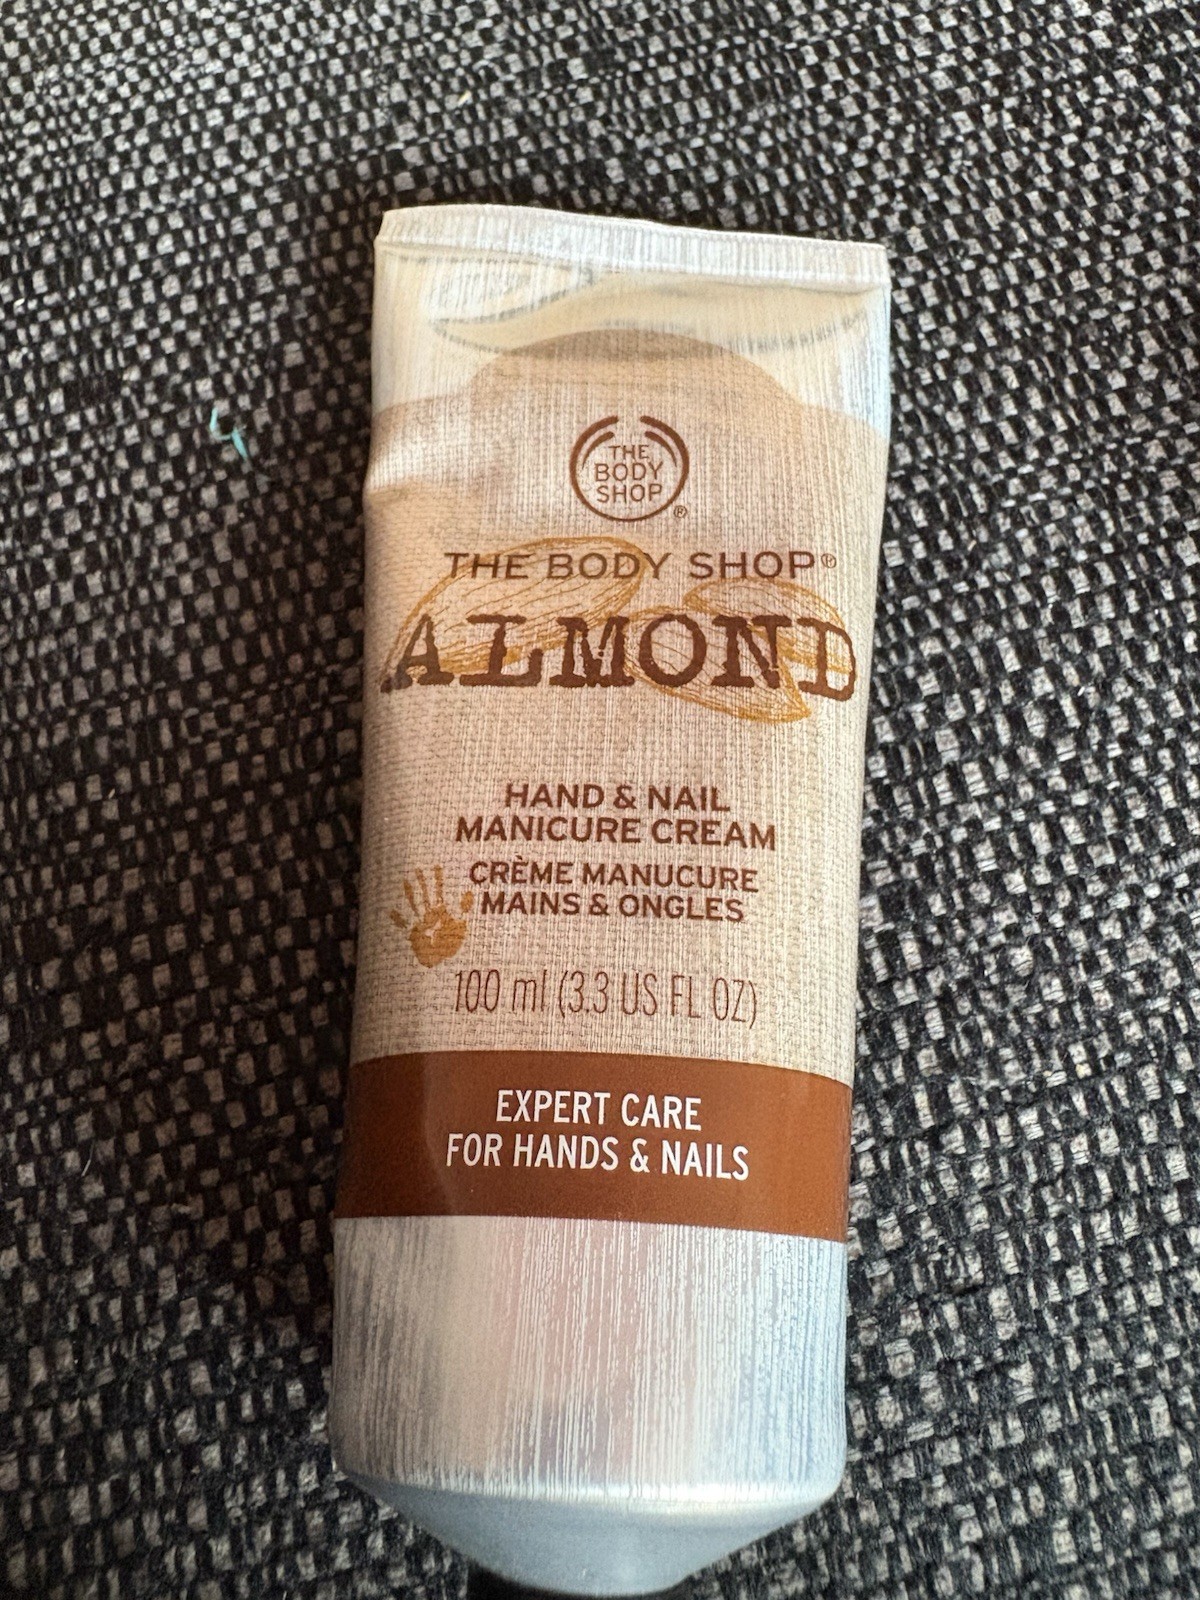 THE
BODY
SHOP
®
THE BODY SHOP®
ALMOND
HAND & NAIL
MANICURE CREAM
CRÈME MANUCURE
MAINS & ONGLES
100 ml (3.3 US FL OZ)
EXPERT CARE
FOR HANDS & NAILS